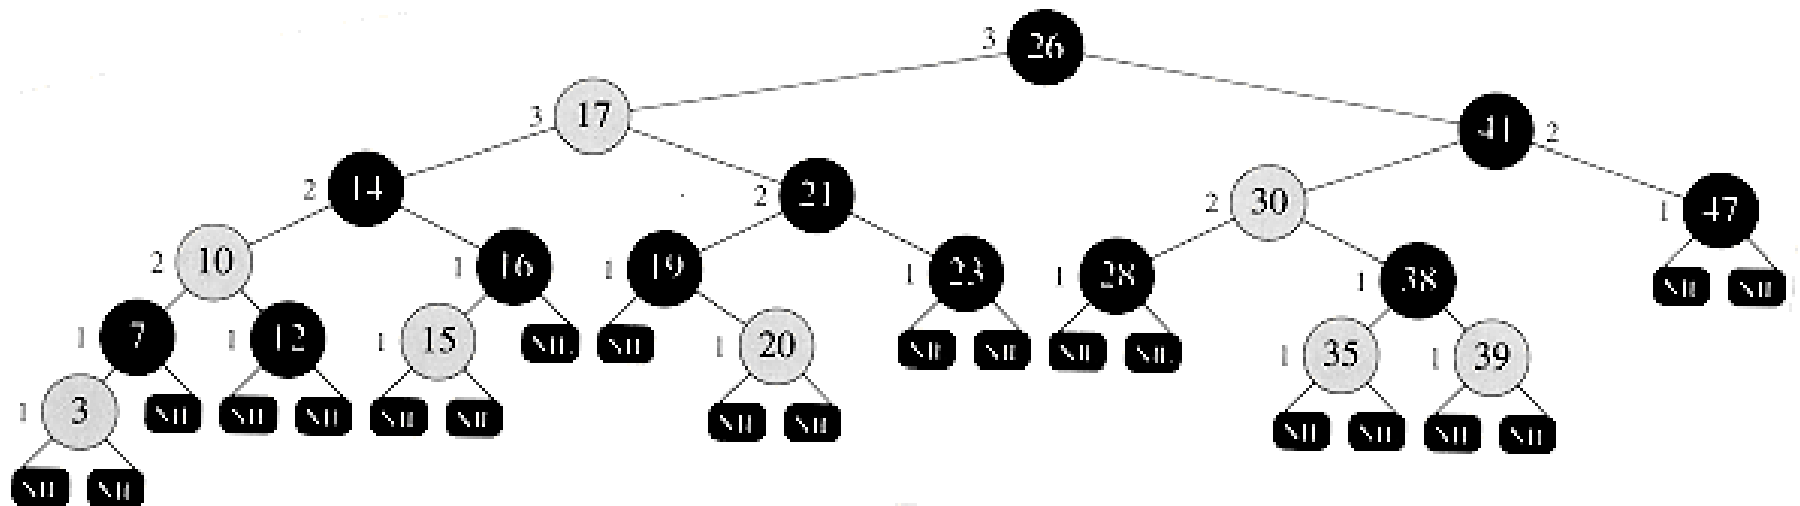 3 26
3 17
41 2
2 14
2 21
2 30
1 47
2 10
1 16
1 19
1 23
1 28
1 38
NIL NIL
1 7
1 12
1 15
NIL
NIL
1 20
NIL NIL
NIL NIL
1 35
1 39
1 3
NIL
NIL NIL
NIL NIL
NIL NIL
NIL NIL
NIL NIL
NIL NIL